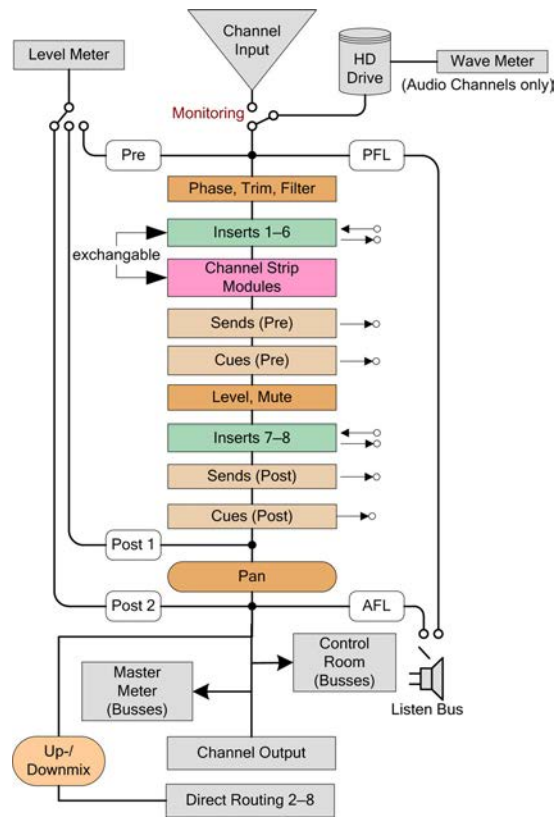 Channel
Input
Level Meter
HD
Drive
Wave Meter
(Audio Channels only)
Monitoring
Pre
PFL
Phase, Trim, Filter
Inserts 1–6
exchangable
Channel Strip
Modules
Sends (Pre)
Cues (Pre)
Level, Mute
Inserts 7–8
Sends (Post)
Cues (Post)
Post 1
Pan
Post 2
AFL
Control
Room
(Busses)
Master
Meter
(Busses)
Listen Bus
Up-/
Downmix
Channel Output
Direct Routing 2–8